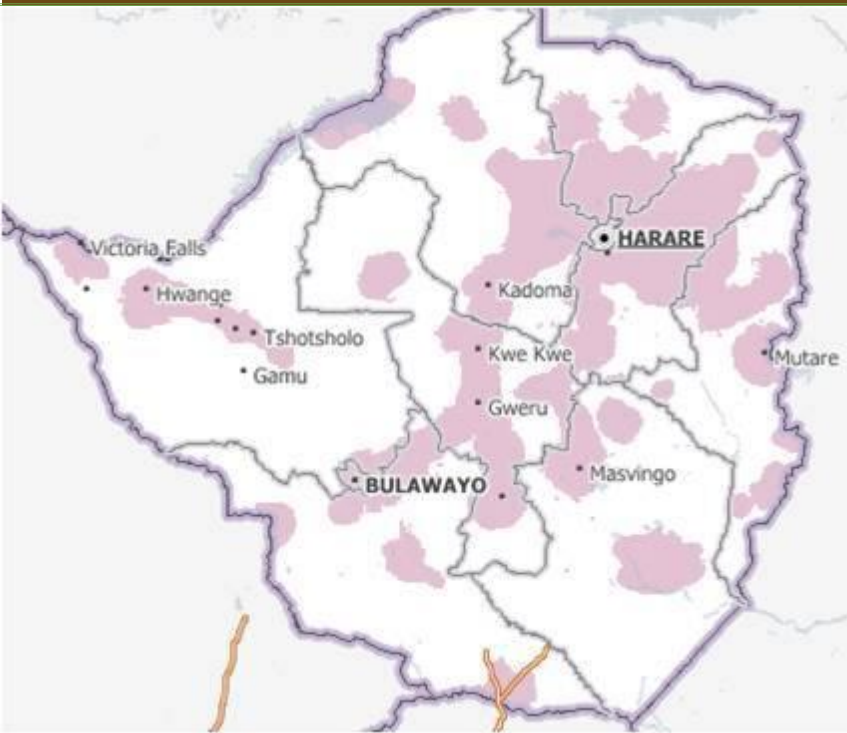 HARARE
Victoria Falls
Hwange
Kadoma
Tshotsholo
Kwe Kwe
Mutare
Gamu
Gweru
Masvingo
BULAWAYO